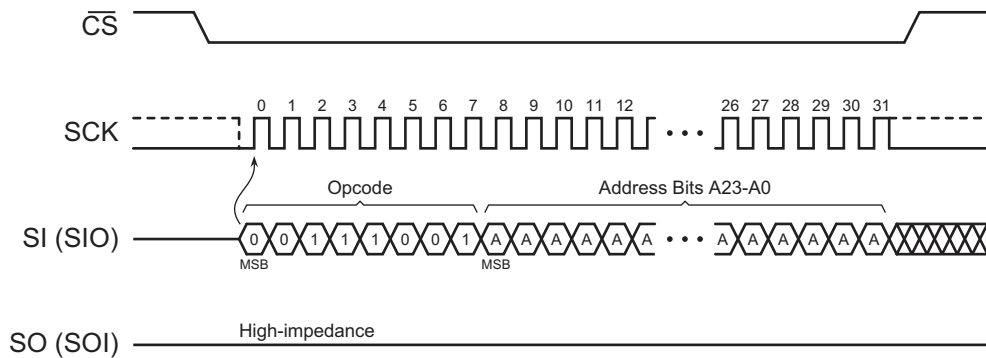 CS
0 1 2 3 4 5 6 7 8 9 10 11 12 26 27 28 29 30 31
SCK
Opcode Address Bits A23-A0
SI (SIO) 0 0 1 1 1 0 0 1 A A A A A A A A A A A A
MSB MSB
High-impedance
SO (SOI)